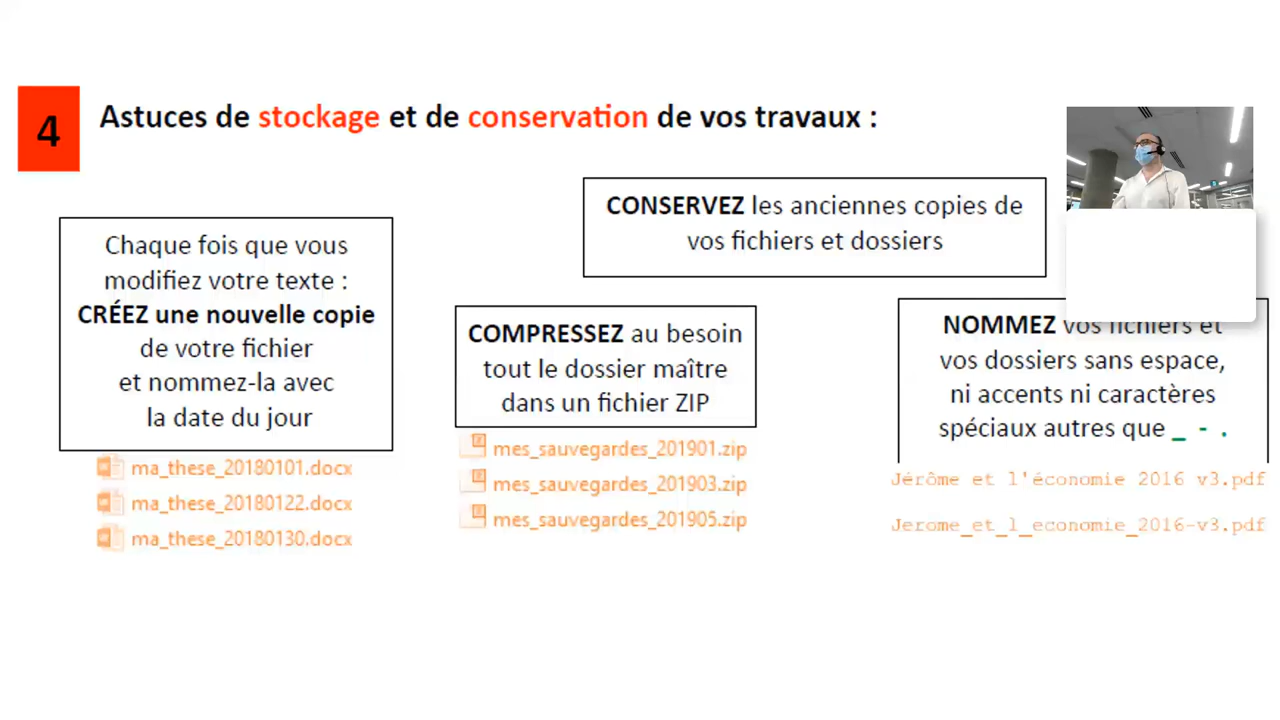 4
Astuces de stockage et de conservation de vos travaux :
Chaque fois que vous
modifiez votre texte :
CRÉEZ une nouvelle copie
de votre fichier
et nommez-la avec
la date du jour
ma_these_20180101.docx
ma_these_20180122.docx
ma_these_20180130.docx
CONSERVEZ les anciennes copies de
vos fichiers et dossiers
COMPRESSEZ au besoin
tout le dossier maître
dans un fichier ZIP
mes_sauvegardes_201901.zip
mes_sauvegardes_201903.zip
mes_sauvegardes_201905.zip
NOMMEZ vos fichiers et
vos dossiers sans espace,
ni accents ni caractères
spéciaux autres que _ - .
Jérôme et l'économie 2016 v3.pdf
Jerome_et_l_economie_2016-v3.pdf